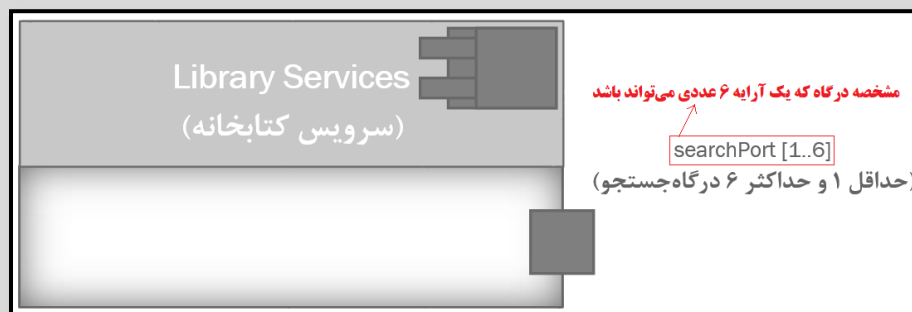 Library Services
(سرویس کتابخانه)
مشخصه درگاه که یک آرایه ۶ عددی می‌تواند باشد
searchPort [1..6]
(حداقل ۱ و حداکثر ۶ درگاه‌جستجو)